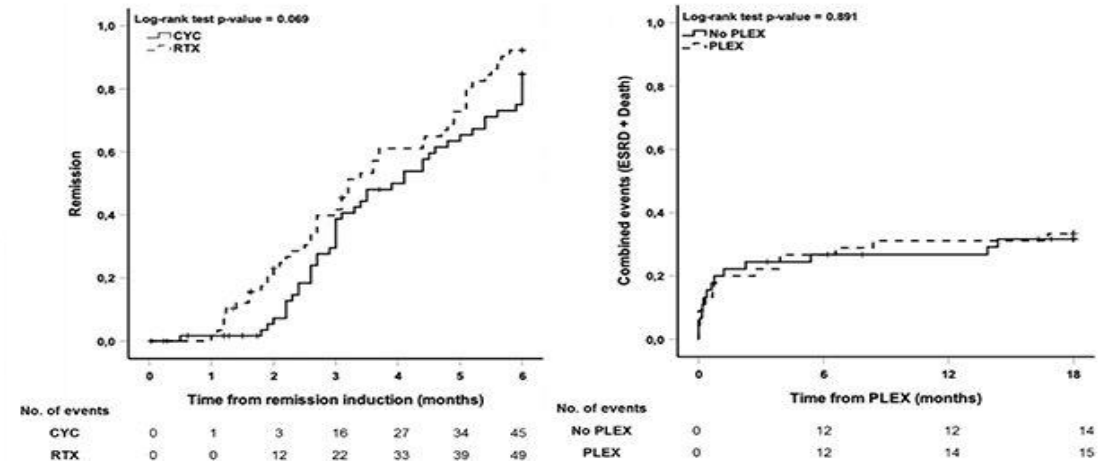 Log-rank test p-value = 0.069
CYC
RTX
1,0
0,8
0,6
0,4
0,2
0,0
Remission
0 1 2 3 4 5 6
Time from remission induction (months)
No. of events
CYC 0 1 3 16 27 34 45
RTX 0 0 12 22 33 39 49
Log-rank test p-value = 0.891
No PLEX
PLEX
1,0
0,8
0,6
0,4
0,2
0,0
Combined events (ESRD + Death)
0 6 12 18
Time from PLEX (months)
No. of events
No PLEX 0 12 12 14
PLEX 0 12 14 15